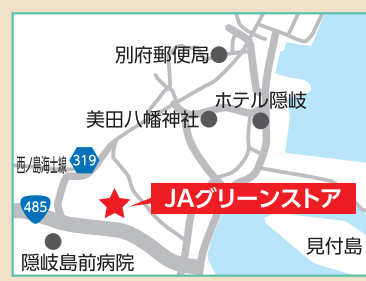 別府郵便局
ホテル隠岐
美田八幡神社
西ノ島海士線
319
485
JAグリーンストア
見付島
隠岐島前病院